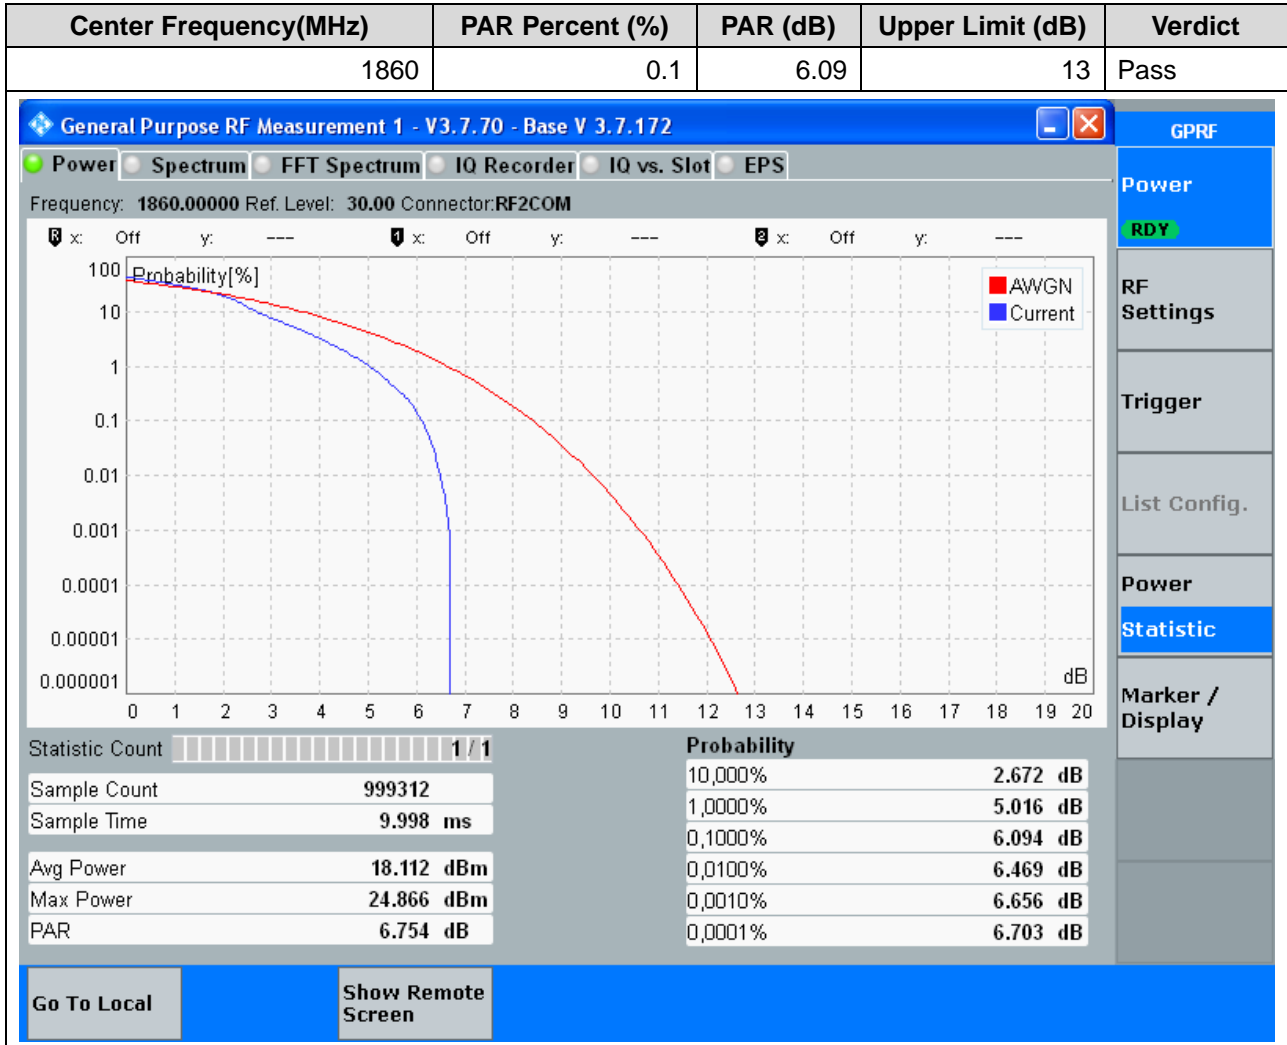 Center Frequency(MHz) PAR Percent (%) PAR (dB) Upper Limit (dB) Verdict
1860 0.1 6.09 13 Pass
General Purpose RF Measurement 1 - V3.7.70 - Base V 3.7.172
GPRF
Power Spectrum FFT Spectrum IQ Recorder IQ vs. Slot EPS
Power
RDY
Frequency: 1860.00000 Ref. Level: 30.00 Connector:RF2COM
R x: Off y: --- 1 x: Off y: --- 2 x: Off y: ---
Probability[%]
AWGN
Current
100
10
1
0.1
0.01
0.001
0.0001
0.00001
0.000001
dB
0 1 2 3 4 5 6 7 8 9 10 11 12 13 14 15 16 17 18 19 20
RF
Settings
Trigger
List Config.
Power
Statistic
Marker /
Display
Statistic Count 1 / 1
Sample Count 999312
Sample Time 9.998 ms
Avg Power 18.112 dBm
Max Power 24.866 dBm
PAR 6.754 dB
Probability
10,000% 2.672 dB
1,0000% 5.016 dB
0,1000% 6.094 dB
0,0100% 6.469 dB
0,0010% 6.656 dB
0,0001% 6.703 dB
Go To Local
Show Remote
Screen